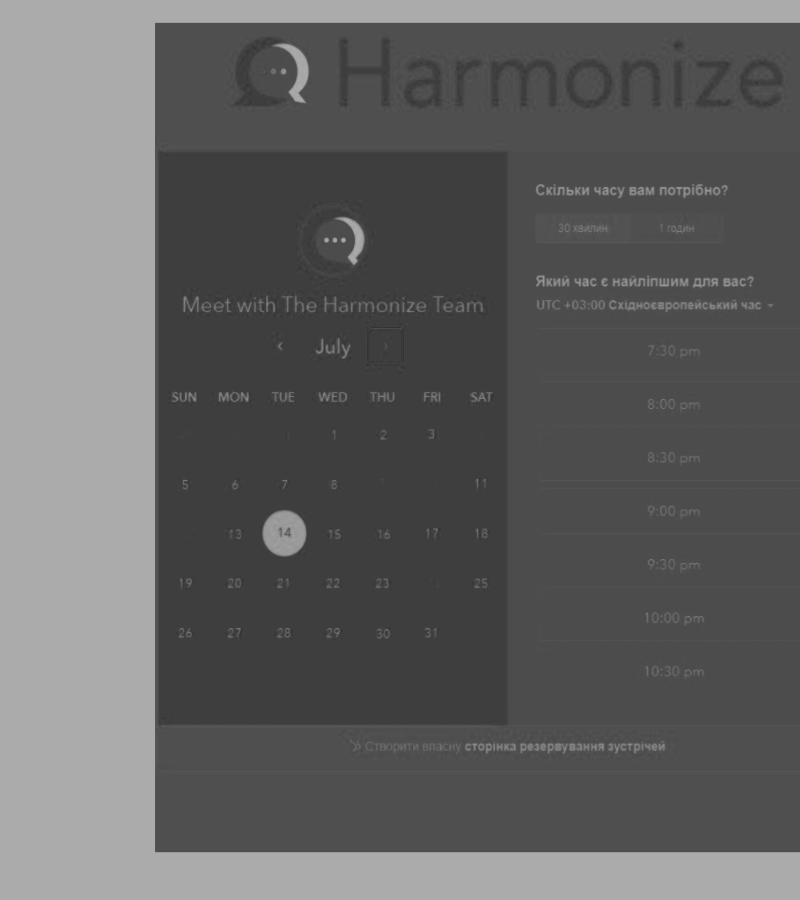 Harmonize
Meet with The Harmonize Team
‹ July ›
SUN MON TUE WED THU FRI SAT
1 2 3
5 6 7 8 11
13 14 15 16 17 18
19 20 21 22 23 25
26 27 28 29 30 31
Скільки часу вам потрібно?
30 хвилин 1 годин
Який час є найліпшим для вас?
UTC +03:00 Східноєвропейський час
7:30 pm
8:00 pm
8:30 pm
9:00 pm
9:30 pm
10:00 pm
10:30 pm
Створити власну сторінка резервування зустрічей